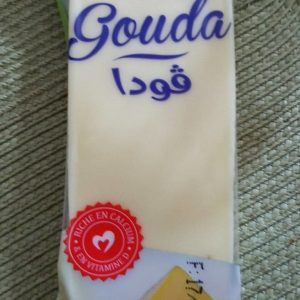 Gouda
ڤودا
RICHE EN CALCIUM
& EN VITAMINE D